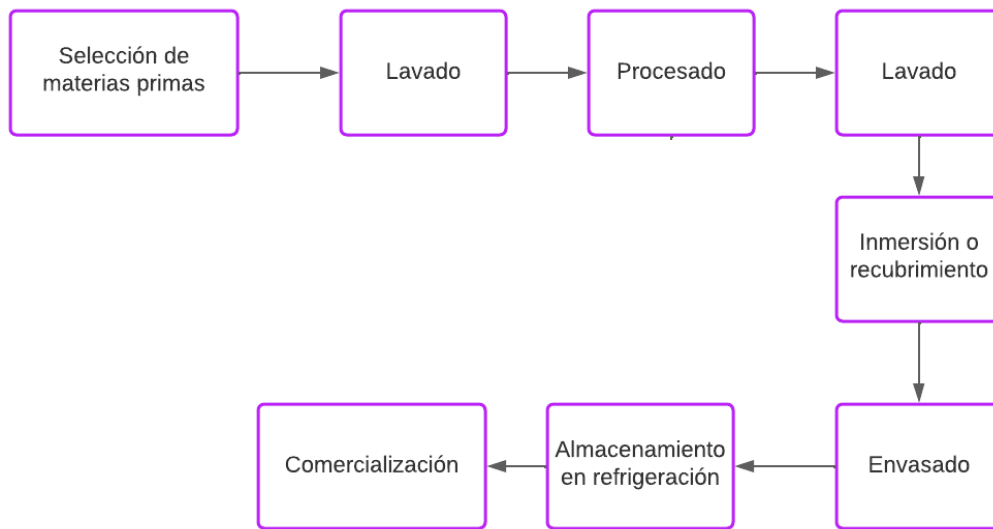 Selección de
materias primas
Lavado
Procesado
Lavado
Inmersión o
recubrimiento
Envasado
Almacenamiento
en refrigeración
Comercialización